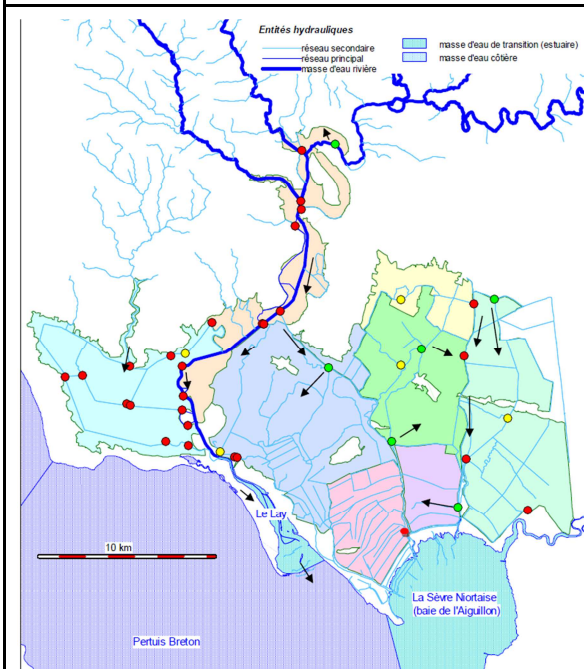 Entités hydrauliques
réseau secondaire
réseau principal
masse d'eau rivière
masse d'eau de transition (estuaire)
masse d'eau côtière
Le Lay
10 km
La Sèvre Niortaise
(baie de l'Aiguillon)
Pertuis Breton